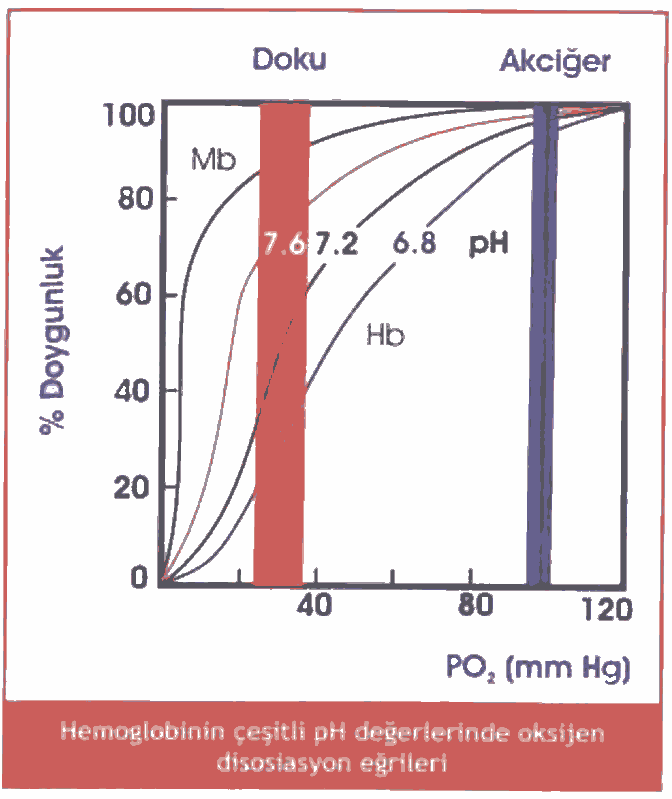 Doku Akciğer
100
Mb
80
7.6 7.2 6.8 pH
60
Hb
40
20
0
40 80 120
% Doygunluk
PO₂ (mm Hg)
Hemoglobinin çeşitli pH değerlerinde oksijen
disosiasyon eğrileri